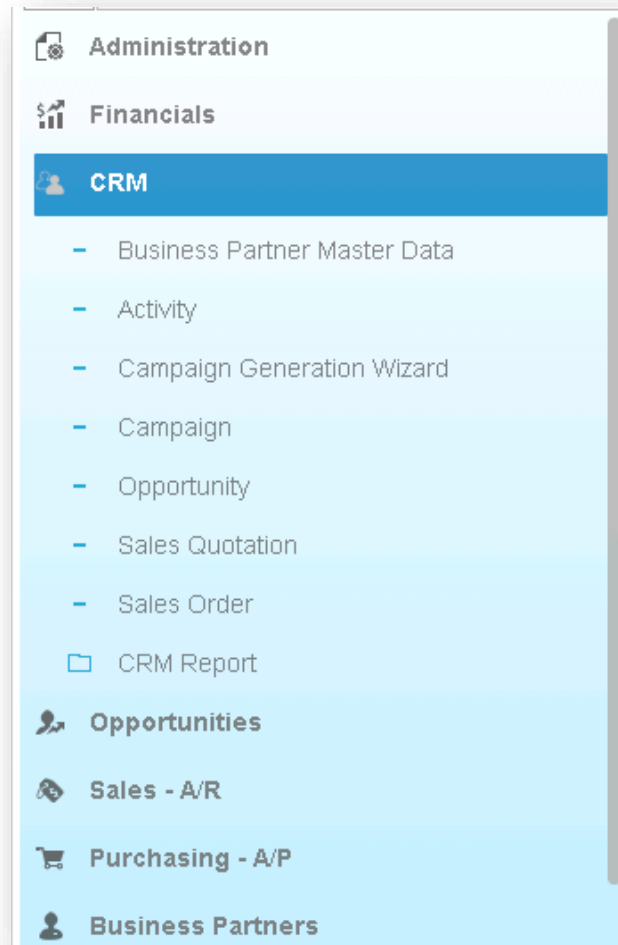 Administration
Financials
CRM
Business Partner Master Data
Activity
Campaign Generation Wizard
Campaign
Opportunity
Sales Quotation
Sales Order
CRM Report
Opportunities
Sales - A/R
Purchasing - A/P
Business Partners